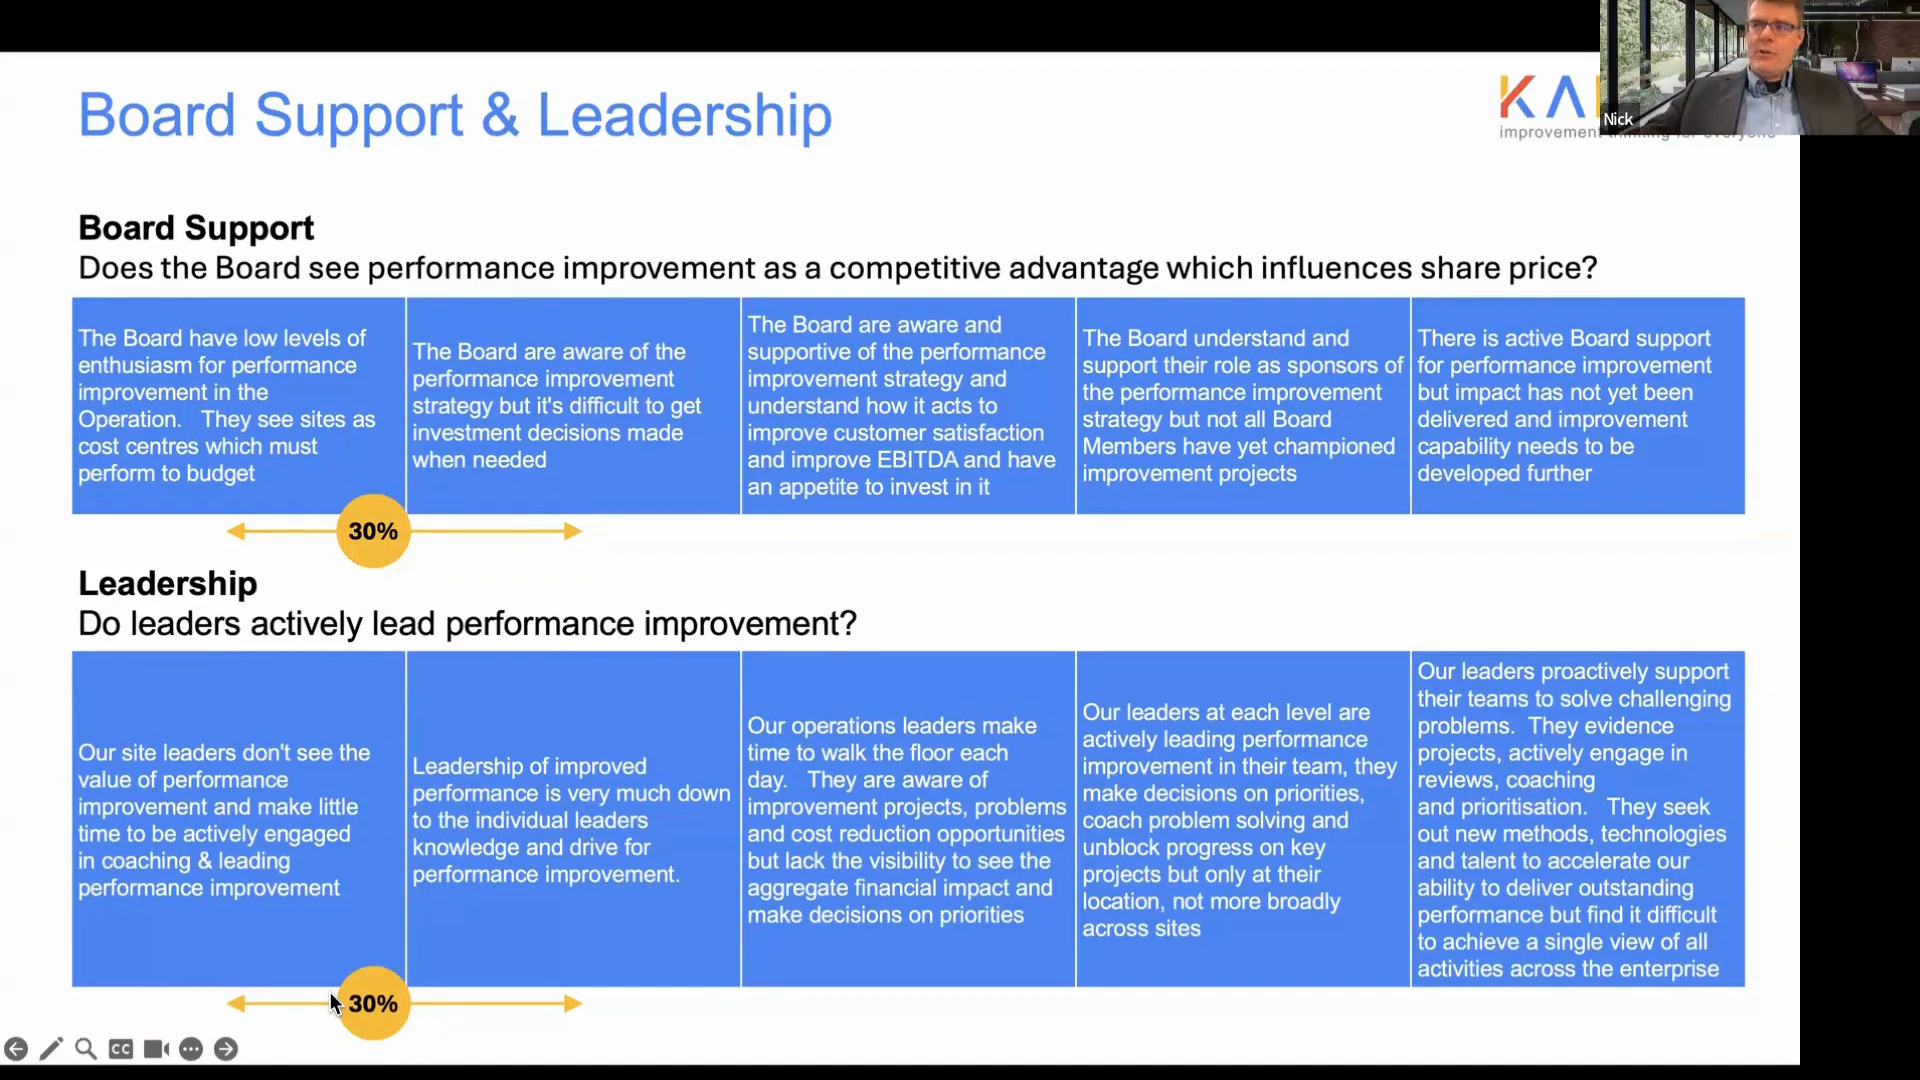 Board Support & Leadership
KA
improvement
Nick
Board Support
Does the Board see performance improvement as a competitive advantage which influences share price?
The Board have low levels of
enthusiasm for performance
improvement in the
Operation.   They see sites as
cost centres which must
perform to budget
The Board are aware of the
performance improvement
strategy but it's difficult to get
investment decisions made
when needed
The Board are aware and
supportive of the performance
improvement strategy and
understand how it acts to
improve customer satisfaction
and improve EBITDA and have
an appetite to invest in it
The Board understand and
support their role as sponsors of
the performance improvement
strategy but not all Board
Members have yet championed
improvement projects
There is active Board support
for performance improvement
but impact has not yet been
delivered and improvement
capability needs to be
developed further
30%
Leadership
Do leaders actively lead performance improvement?
Our site leaders don't see the
value of performance
improvement and make little
time to be actively engaged
in coaching & leading
performance improvement
Leadership of improved
performance is very much down
to the individual leaders
knowledge and drive for
performance improvement.
Our operations leaders make
time to walk the floor each
day.   They are aware of
improvement projects, problems
and cost reduction opportunities
but lack the visibility to see the
aggregate financial impact and
make decisions on priorities
Our leaders at each level are
actively leading performance
improvement in their team, they
make decisions on priorities,
coach problem solving and
unblock progress on key
projects but only at their
location, not more broadly
across sites
Our leaders proactively support
their teams to solve challenging
problems.  They evidence
projects, actively engage in
reviews, coaching
and prioritisation.   They seek
out new methods, technologies
and talent to accelerate our
ability to deliver outstanding
performance but find it difficult
to achieve a single view of all
activities across the enterprise
30%
CC